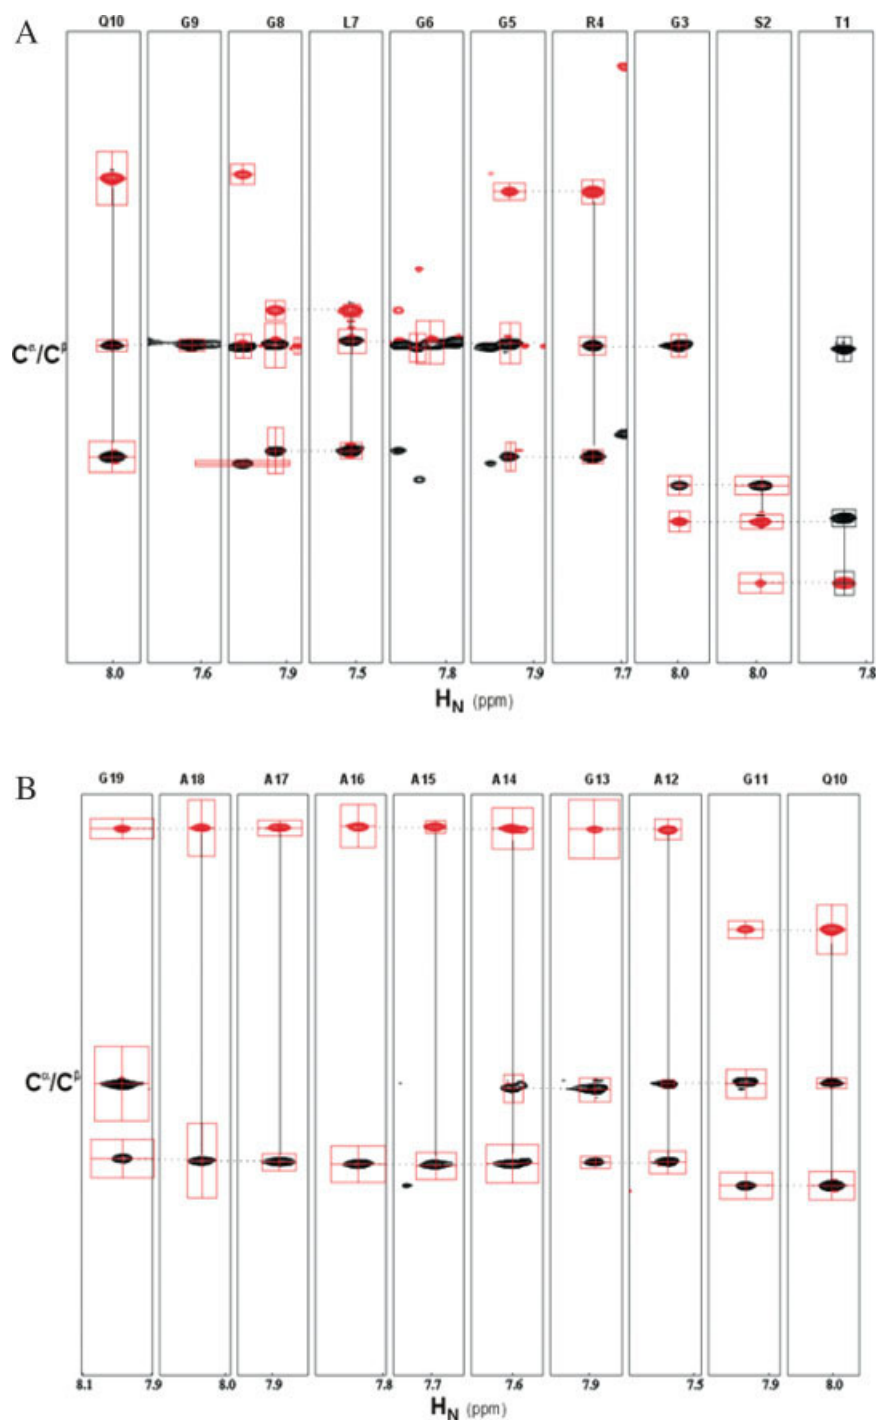 A
Q10 G9 G8 L7 G6 G5 R4 G3 S2 T1
Cα/Cβ
8.0 7.6 7.9 7.5 7.8 7.9 7.7 8.0 8.0 7.8
HN (ppm)
B
G19 A18 A17 A16 A15 A14 G13 A12 G11 Q10
Cα/Cβ
8.1 7.9 8.0 7.9 7.8 7.7 7.6 7.9 7.5 7.9 8.0
HN (ppm)